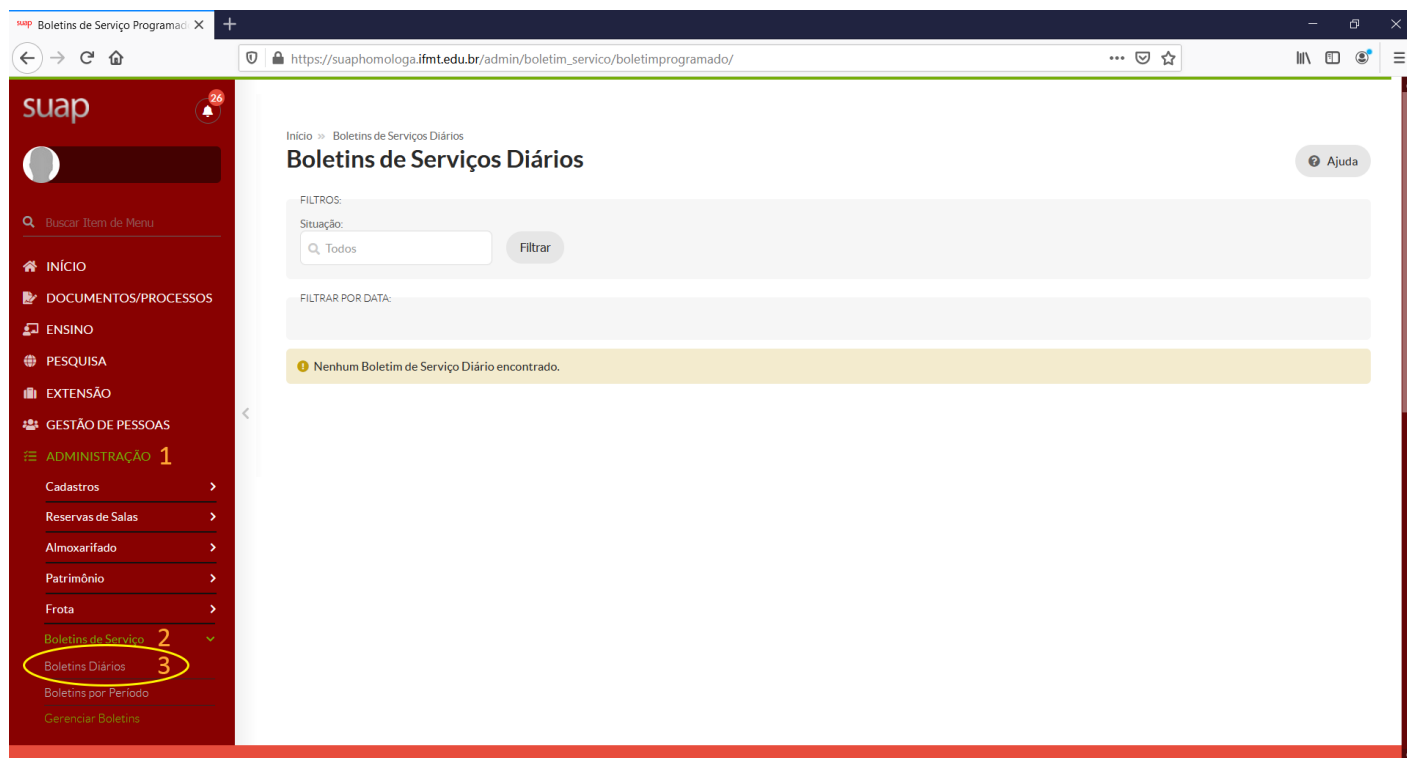 suap Boletins de Serviço Programad
https://suaphomologa.ifmt.edu.br/admin/boletim_servico/boletimprogramado/
suap
26
Buscar Item de Menu
INÍCIO
DOCUMENTOS/PROCESSOS
ENSINO
PESQUISA
EXTENSÃO
GESTÃO DE PESSOAS
ADMINISTRAÇÃO 1
Cadastros
Reservas de Salas
Almoxarifado
Patrimônio
Frota
Boletins de Serviço 2
Boletins Diários 3
Boletins por Período
Gerenciar Boletins
Início » Boletins de Serviços Diários
Boletins de Serviços Diários
Ajuda
FILTROS:
Situação:
Todos
Filtrar
FILTRAR POR DATA:
Nenhum Boletim de Serviço Diário encontrado.